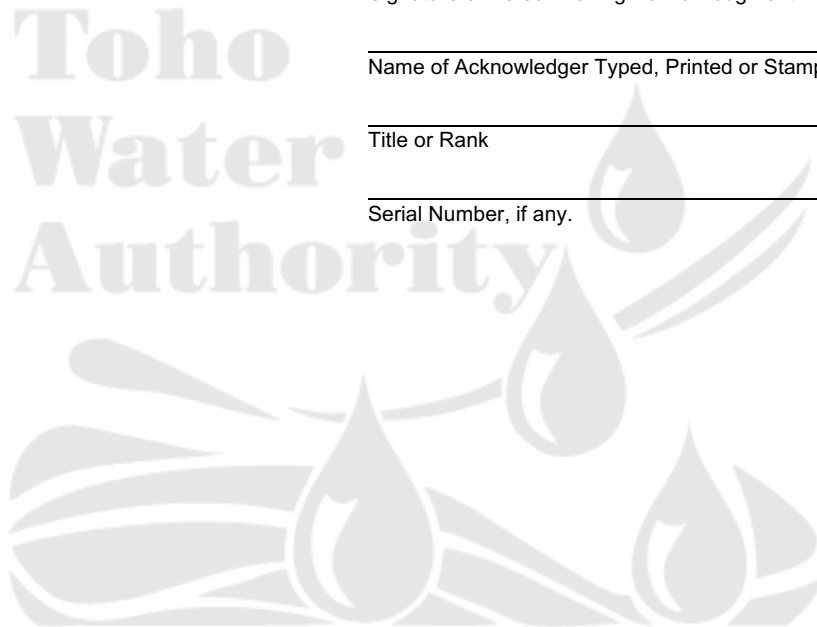 Toho
Name of Acknowledger Typed, Printed or Stamp
Water
Title or Rank
Serial Number, if any.
Authority